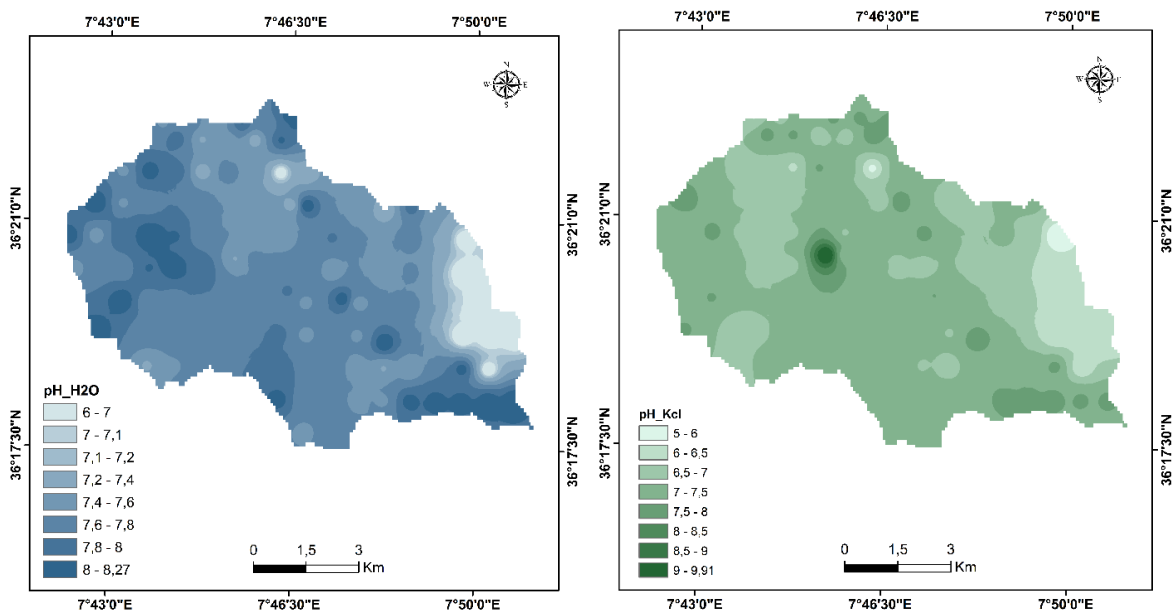 7°43'0"E 7°46'30"E 7°50'0"E
N
W E
S
36°21'0"N 36°21'0"N
36°17'30"N 36°17'30"N
pH_H2O
6 - 7
7 - 7,1
7,1 - 7,2
7,2 - 7,4
7,4 - 7,6
7,6 - 7,8
7,8 - 8
8 - 8,27
0 1,5 3
Km
7°43'0"E 7°46'30"E 7°50'0"E
7°43'0"E 7°46'30"E 7°50'0"E
N
W E
S
36°21'0"N 36°21'0"N
36°17'30"N 36°17'30"N
pH_Kcl
5 - 6
6 - 6,5
6,5 - 7
7 - 7,5
7,5 - 8
8 - 8,5
8,5 - 9
9 - 9,91
0 1,5 3
Km
7°43'0"E 7°46'30"E 7°50'0"E